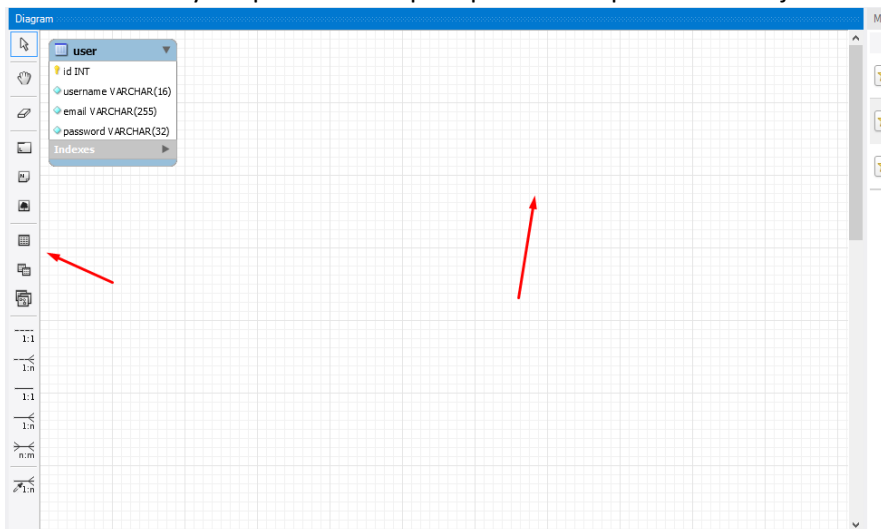 Diagram
M
user
id INT
username VARCHAR(16)
email VARCHAR(255)
password VARCHAR(32)
Indexes
1:1
1:n
1:1
1:n
n:m
1:n